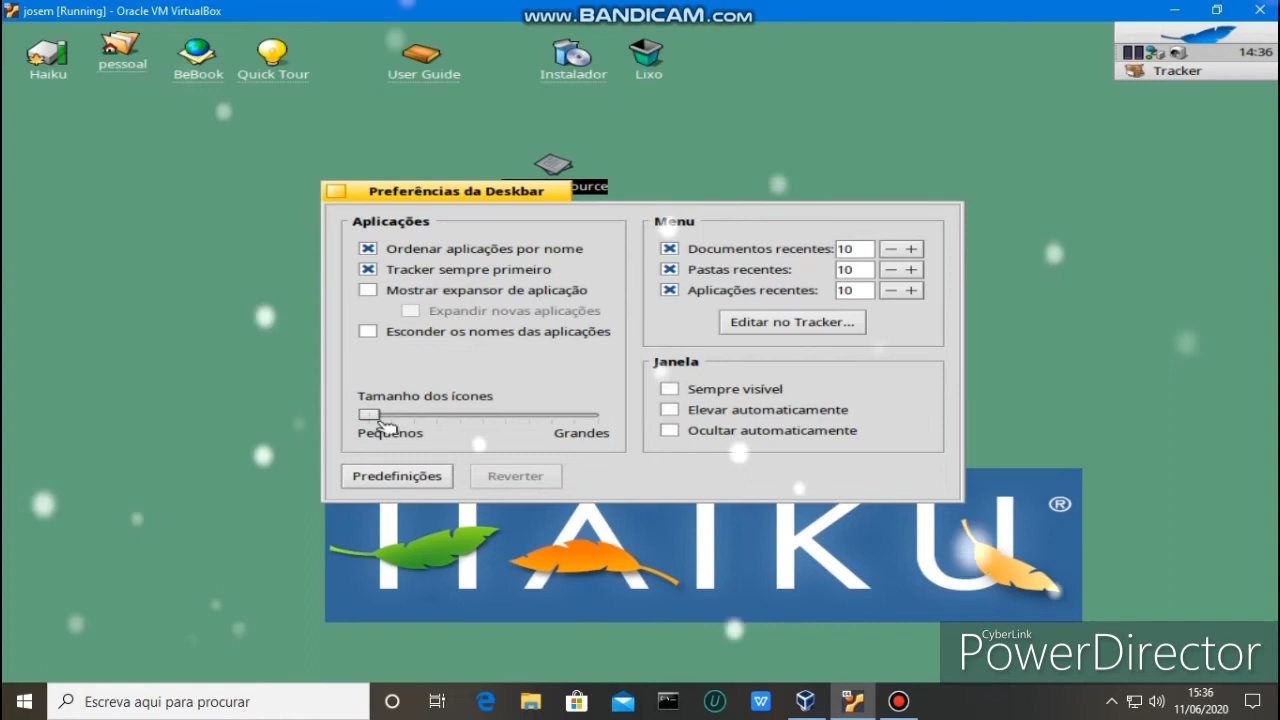 josem [Running] - Oracle VM VirtualBox
www.BANDICAM.com
Haiku
pessoal
BeBook
Quick Tour
User Guide
Instalador
Lixo
14:36
Tracker
ource
Preferências da Deskbar
Aplicações
Ordenar aplicações por nome
Tracker sempre primeiro
Mostrar expansor de aplicação
Expandir novas aplicações
Esconder os nomes das aplicações
Tamanho dos ícones
Pequenos
Grandes
Menu
Documentos recentes: 10 − +
Pastas recentes: 10 − +
Aplicações recentes: 10 − +
Editar no Tracker...
Janela
Sempre visível
Elevar automaticamente
Ocultar automaticamente
Predefinições
Reverter
HAIKU®
CyberLink
PowerDirector
Escreva aqui para procurar
15:36
11/06/2020